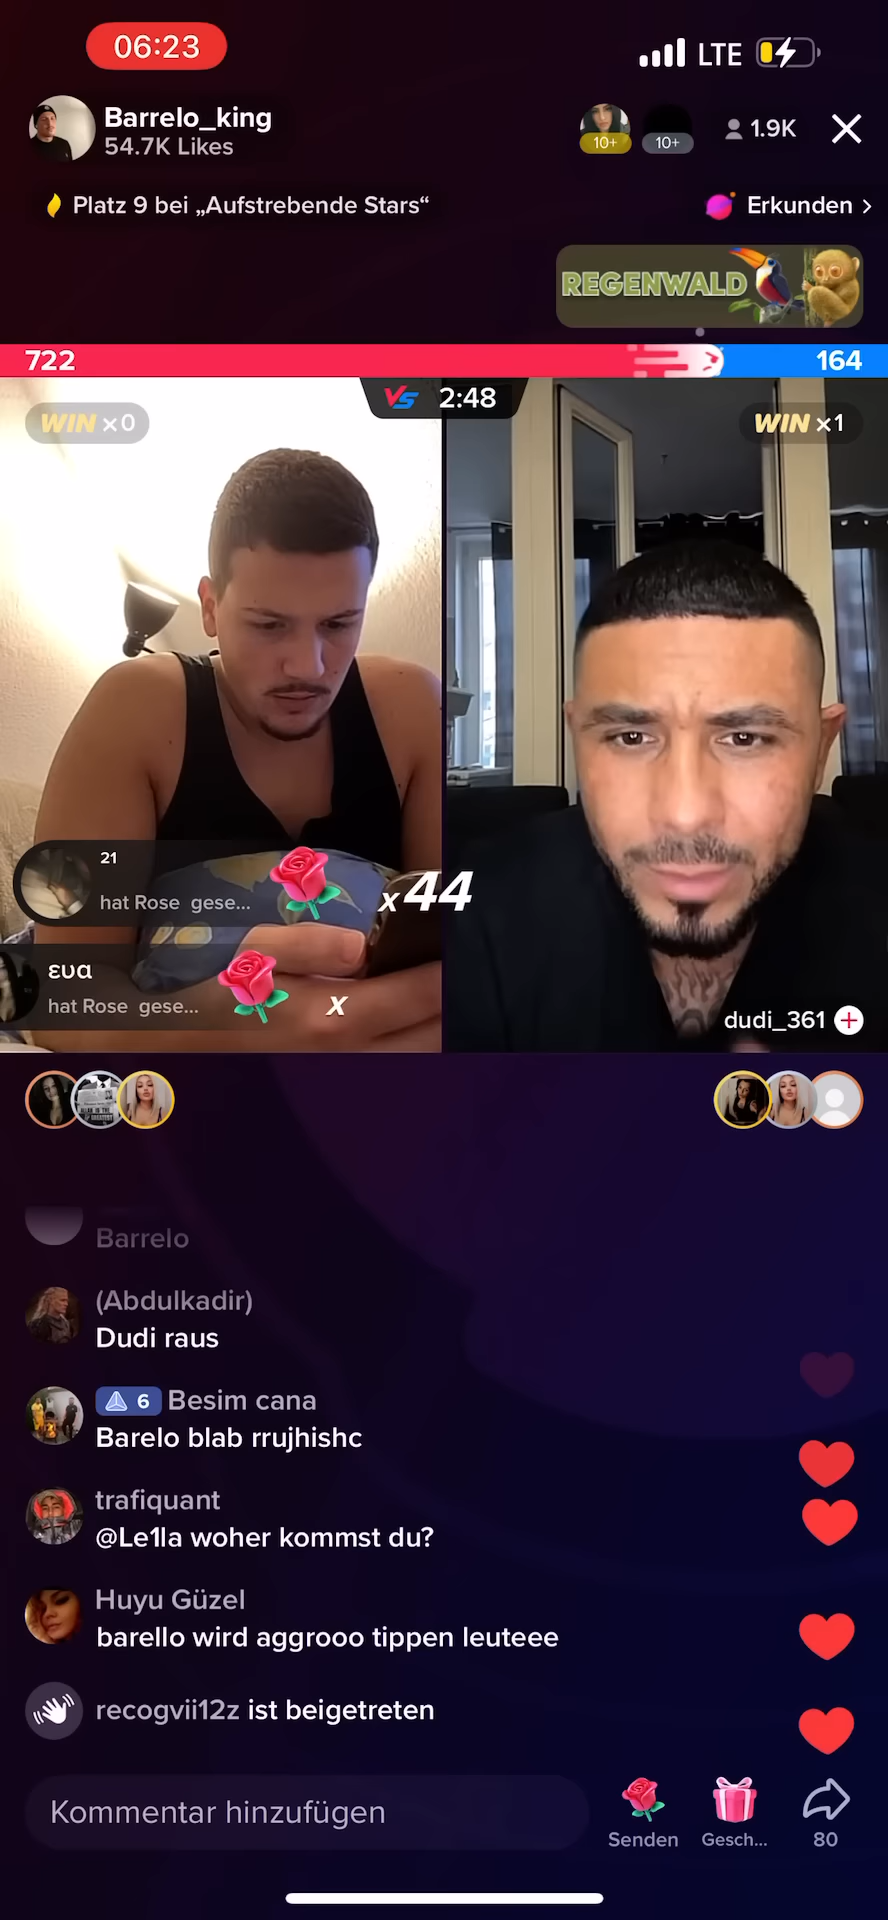 06:23
LTE
Barrelo_king
54.7K Likes
10+
10+
1.9K
Platz 9 bei „Aufstrebende Stars“
Erkunden >
REGENWALD
722
164
VS 2:48
WIN x0
WIN x1
21
hat Rose gese...
x44
ευα
hat Rose gese...
x
dudi_361
Barrelo
(Abdulkadir)
Dudi raus
6 Besim cana
Barelo blab rrujhishc
trafiquant
@Le1la woher kommst du?
Huyu Güzel
barello wird aggrooo tippen leuteee
recogvii12z ist beigetreten
Kommentar hinzufügen
Senden
Gesch...
80